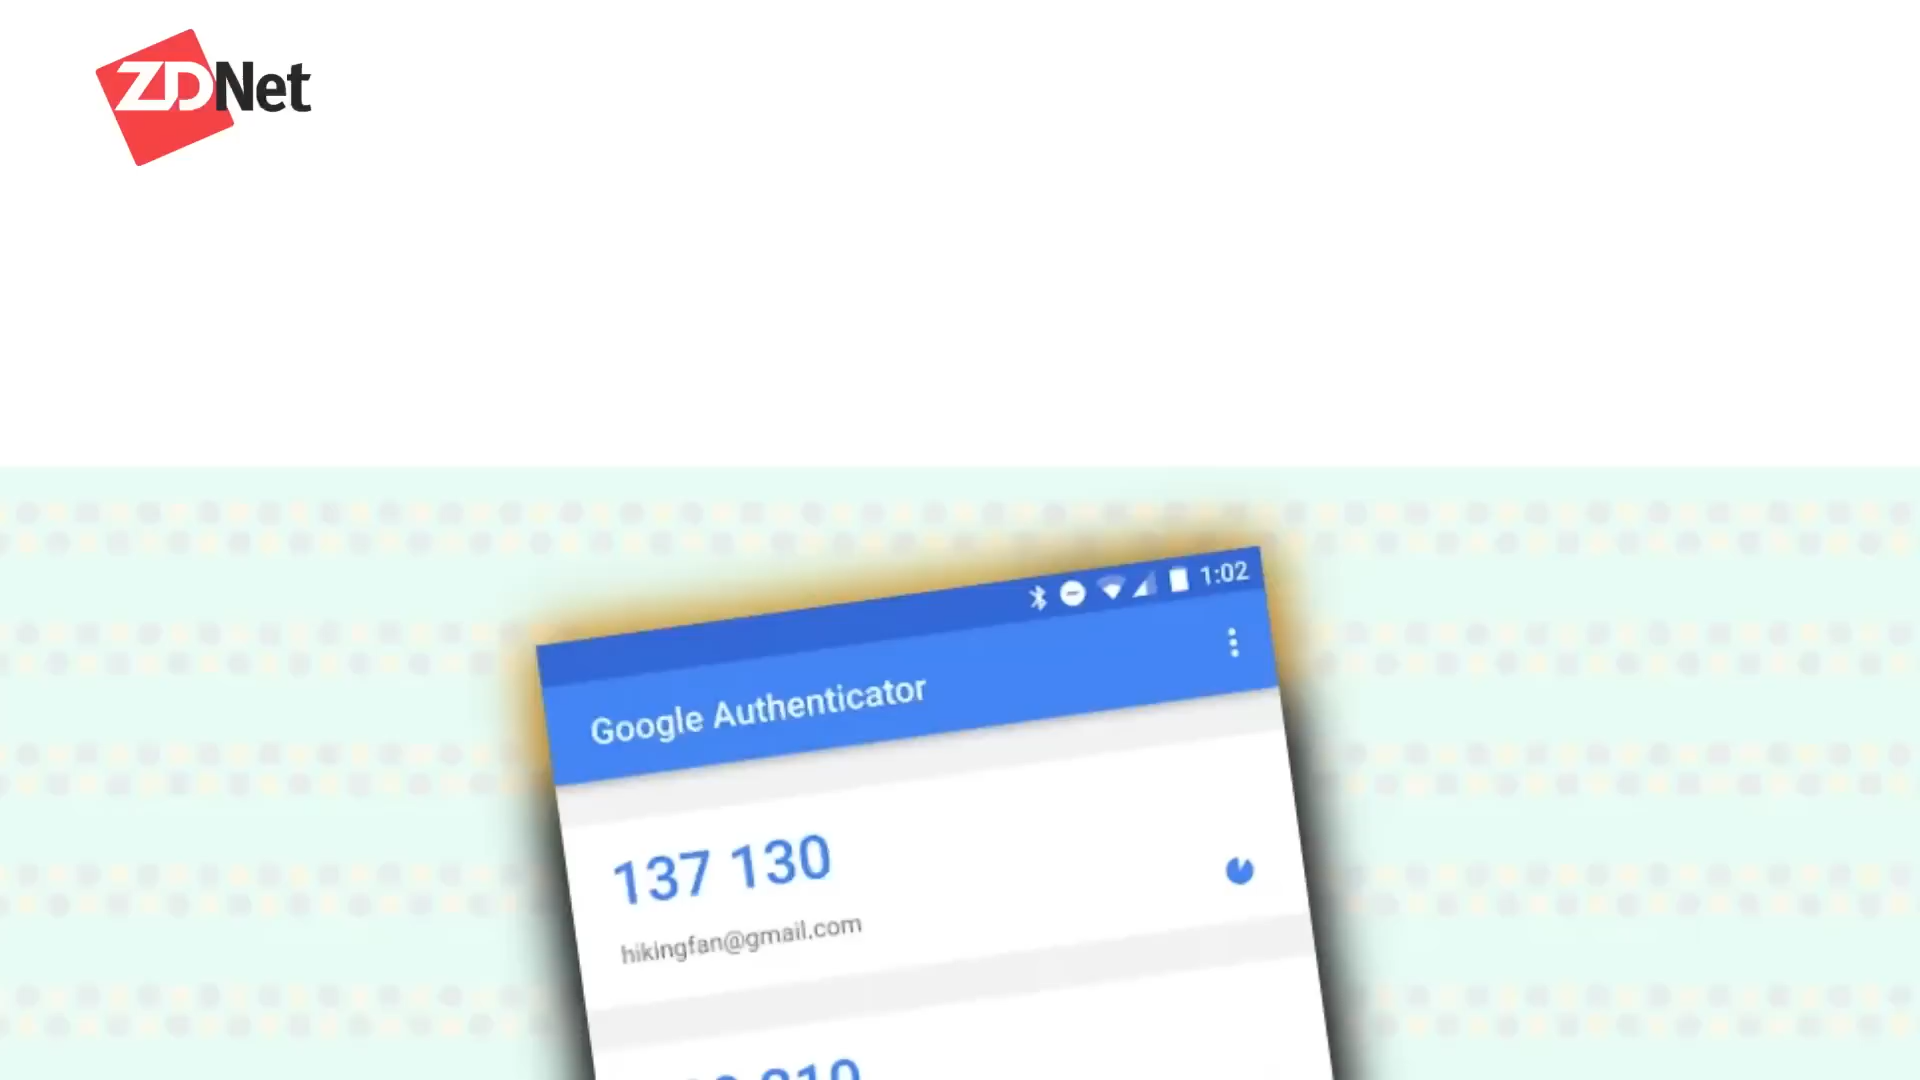 ZDNet
1:02
Google Authenticator
137 130
hikingfan@gmail.com